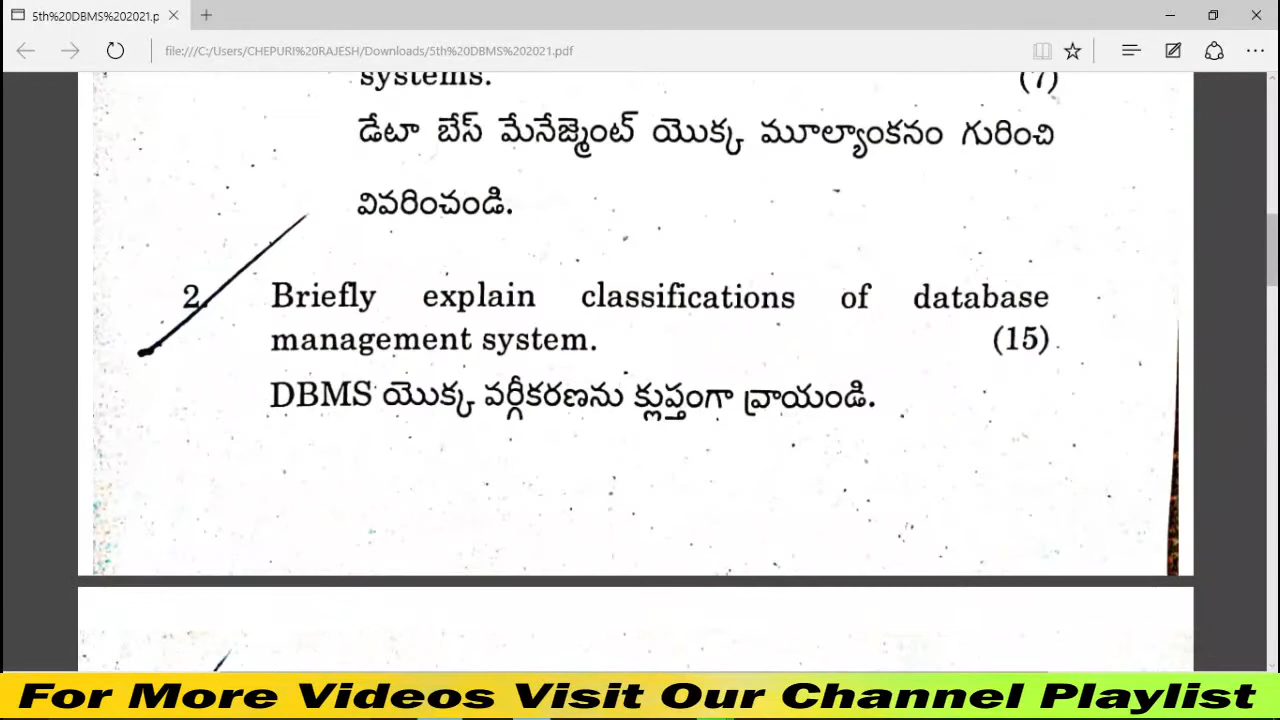 5th%20DBMS%202021.p
file:///C:/Users/CHEPURI%20RAJESH/Downloads/5th%20DBMS%202021.pdf
systems. (7)
డేటా బేస్ మేనేజ్మెంట్ యొక్క మూల్యాంకనం గురించి
వివరించండి.
2. Briefly explain classifications of database
management system. (15)
DBMS యొక్క వర్గీకరణను క్లుప్తంగా వ్రాయండి.
For More Videos Visit Our Channel Playlist